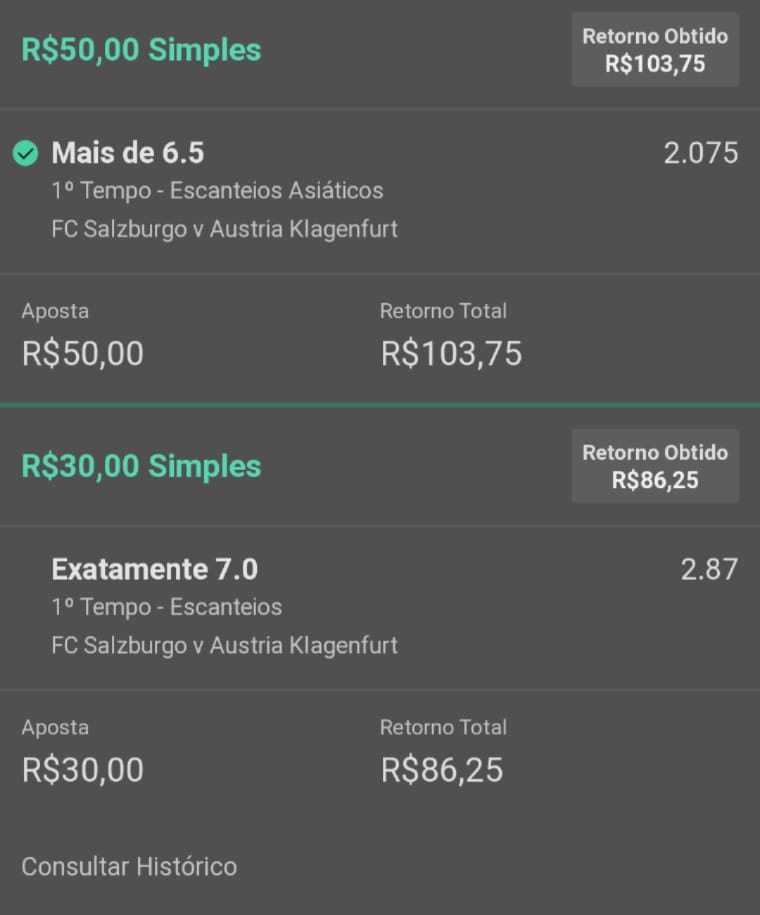 R$50,00 Simples
Retorno Obtido
R$103,75
Mais de 6.5
2.075
1º Tempo - Escanteios Asiáticos
FC Salzburgo v Austria Klagenfurt
Aposta
Retorno Total
R$50,00
R$103,75
R$30,00 Simples
Retorno Obtido
R$86,25
Exatamente 7.0
2.87
1º Tempo - Escanteios
FC Salzburgo v Austria Klagenfurt
Aposta
Retorno Total
R$30,00
R$86,25
Consultar Histórico